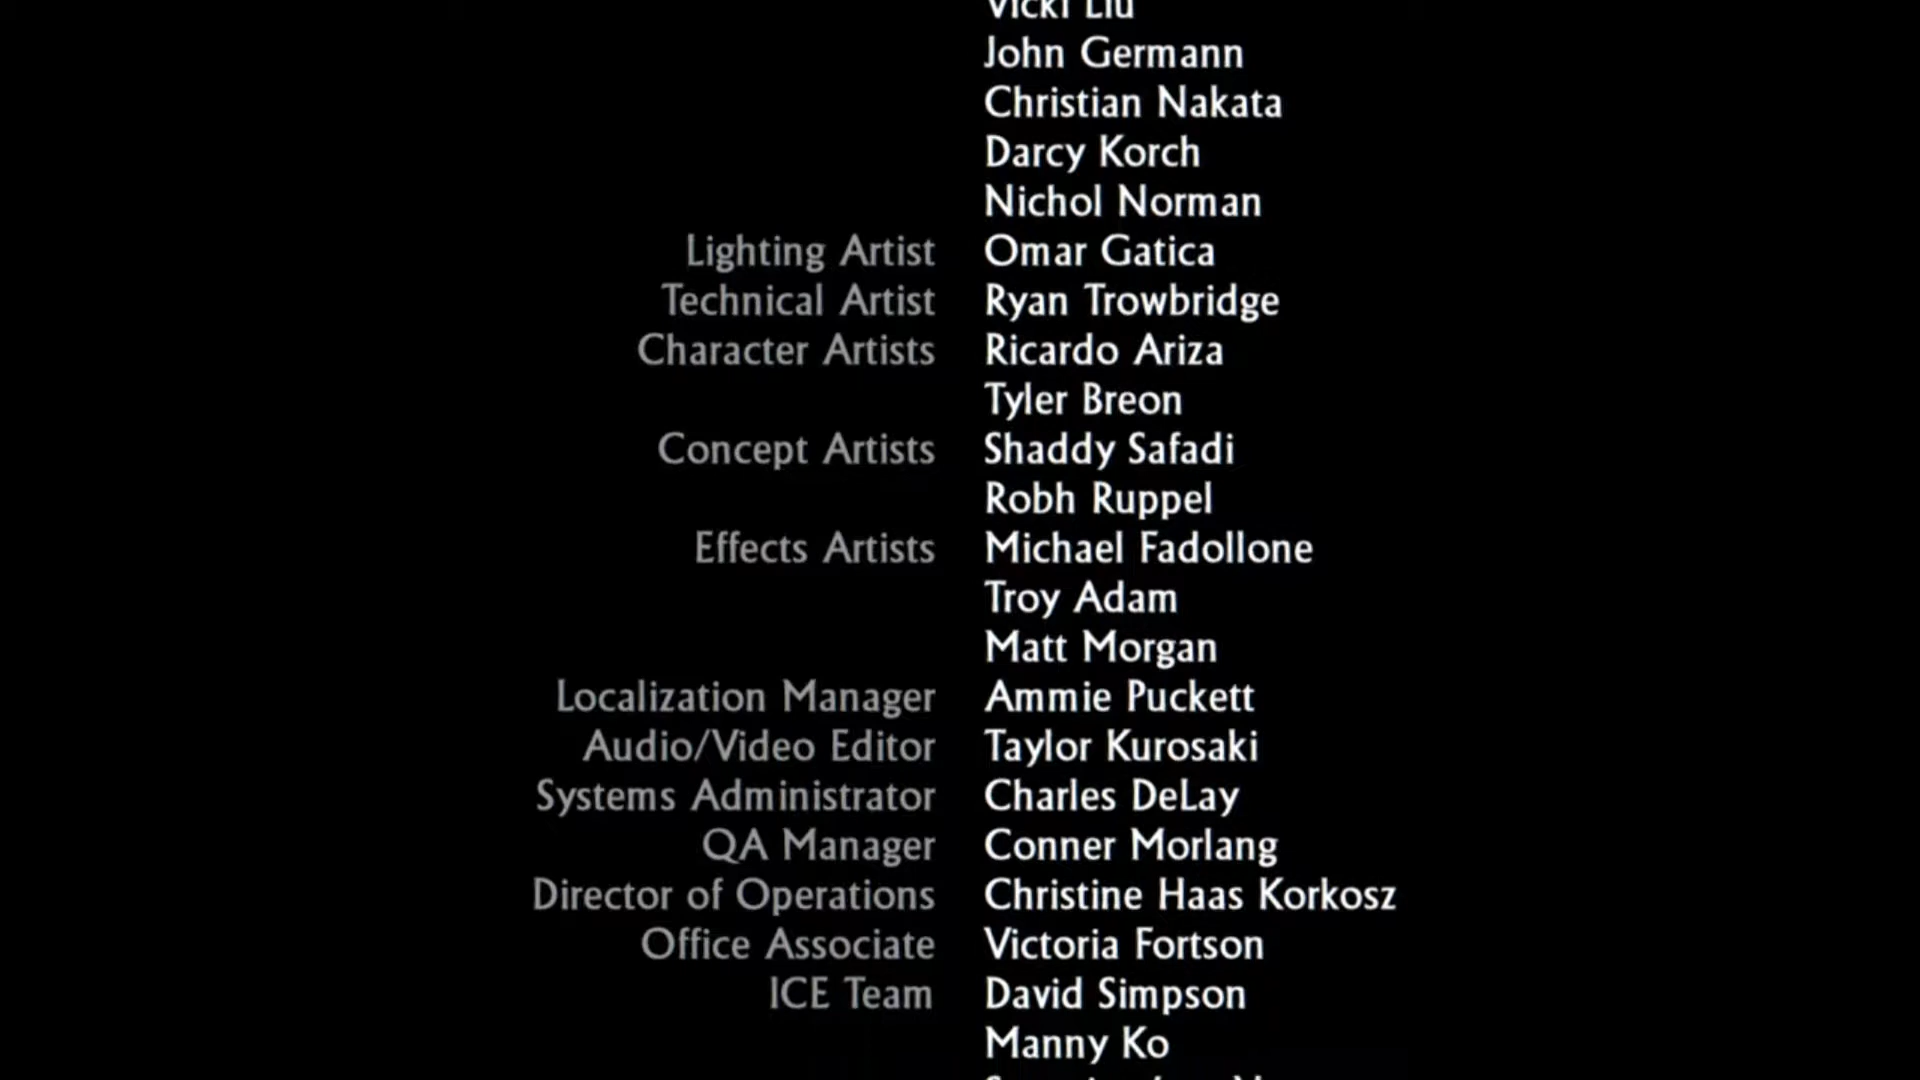 Vicki Liu
John Germann
Christian Nakata
Darcy Korch
Nichol Norman
Lighting Artist Omar Gatica
Technical Artist Ryan Trowbridge
Character Artists Ricardo Ariza
Tyler Breon
Concept Artists Shaddy Safadi
Robh Ruppel
Effects Artists Michael Fadollone
Troy Adam
Matt Morgan
Localization Manager Ammie Puckett
Audio/Video Editor Taylor Kurosaki
Systems Administrator Charles DeLay
QA Manager Conner Morlang
Director of Operations Christine Haas Korkosz
Office Associate Victoria Fortson
ICE Team David Simpson
Manny Ko